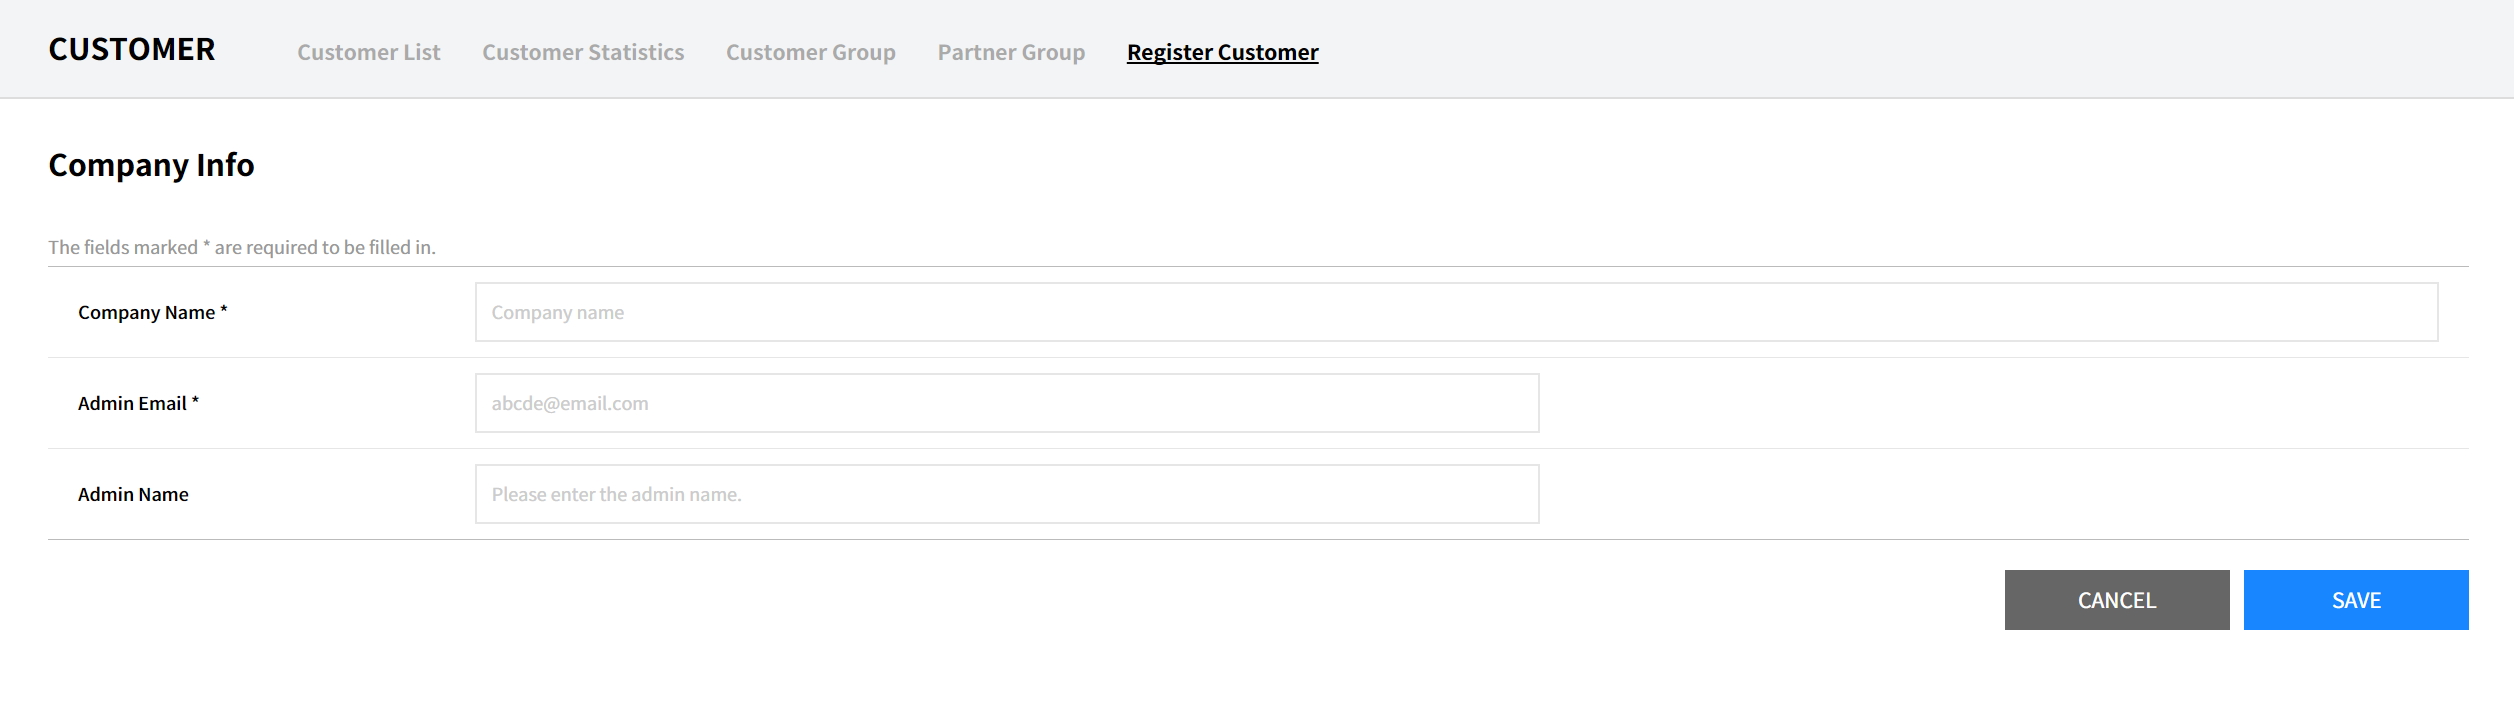 CUSTOMER Customer List Customer Statistics Customer Group Partner Group Register Customer
Company Info
The fields marked * are required to be filled in.
Company Name * Company name
Admin Email * abcde@email.com
Admin Name Please enter the admin name.
CANCEL SAVE